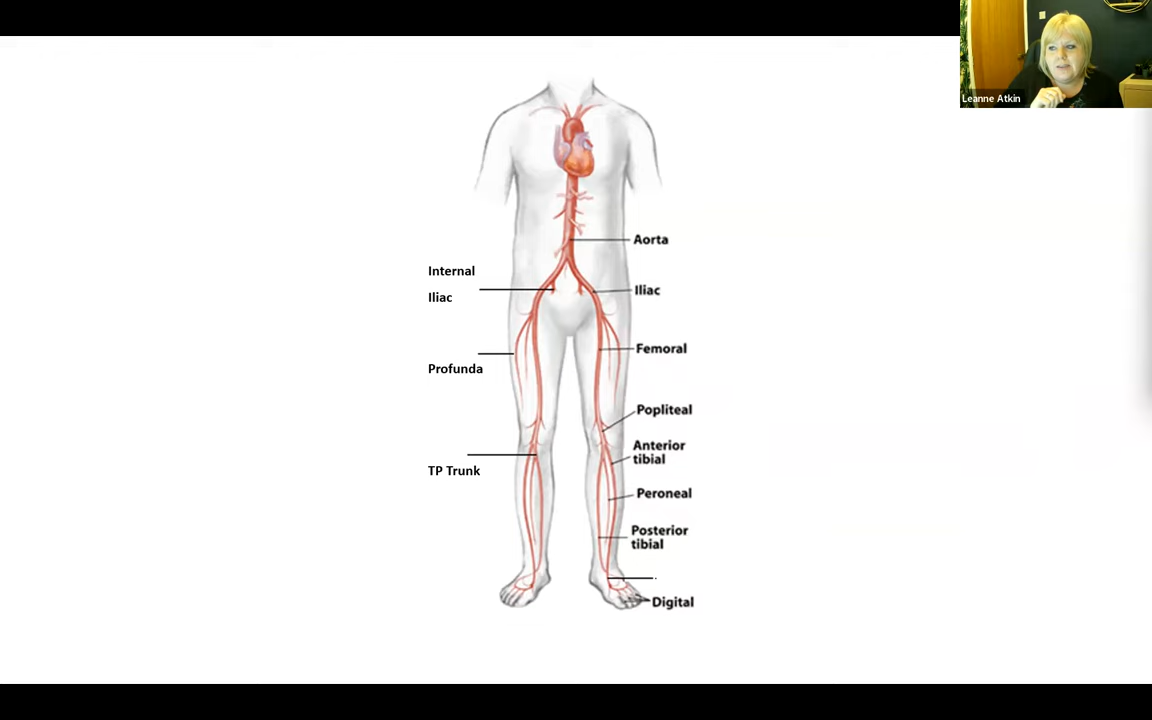 Leanne Atkin
Aorta
Internal
Iliac
Iliac
Profunda
Femoral
Popliteal
Anterior
tibial
TP Trunk
Peroneal
Posterior
tibial
Digital